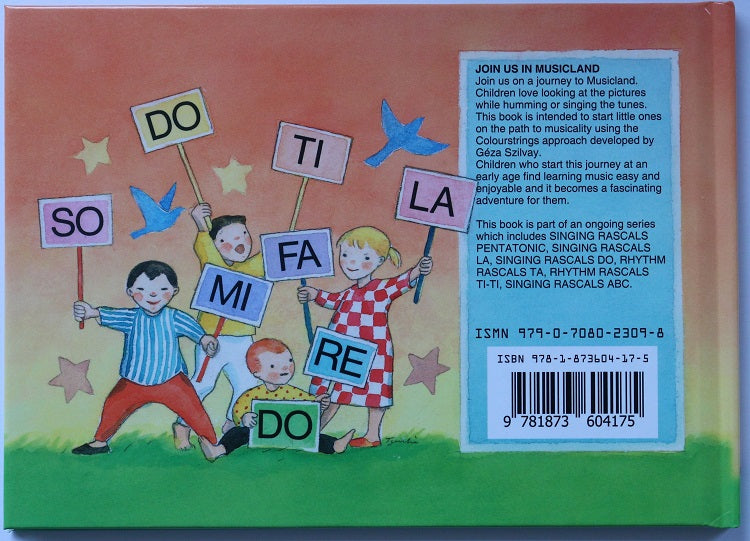 DO
TI
LA
SO
FA
MI
RE
DO
JOIN US IN MUSICLAND
Join us on a journey to Musicland.
Children love looking at the pictures
while humming or singing the tunes.
This book is intended to start little ones
on the path to musicality using the
Colourstrings approach developed by
Géza Szilvay.
Children who start this journey at an
early age find learning music easy and
enjoyable and it becomes a fascinating
adventure for them.
This book is part of an ongoing series
which includes SINGING RASCALS
PENTATONIC, SINGING RASCALS
LA, SINGING RASCALS DO, RHYTHM
RASCALS TA, RHYTHM RASCALS
TI-TI, SINGING RASCALS ABC.
ISMN 979-0-7080-2309-8
ISBN 978-1-873604-17-5
9 781873 604175